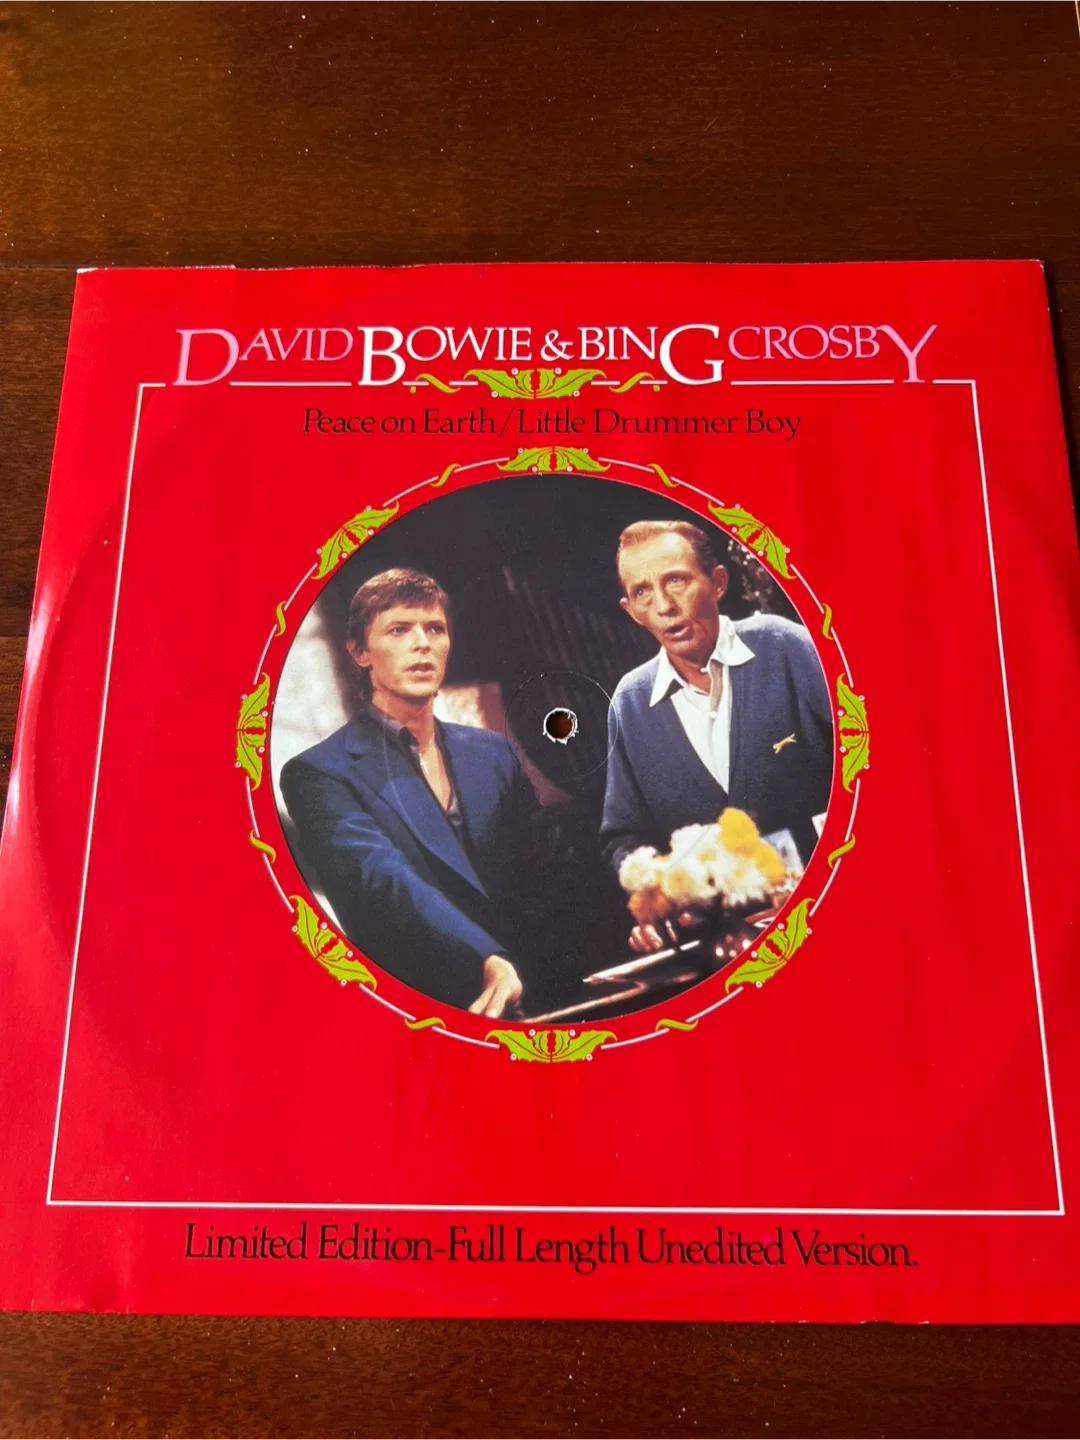 DAVID BOWIE & BING CROSBY
Peace on Earth/Little Drummer Boy
Limited Edition-Full Length Unedited Version.